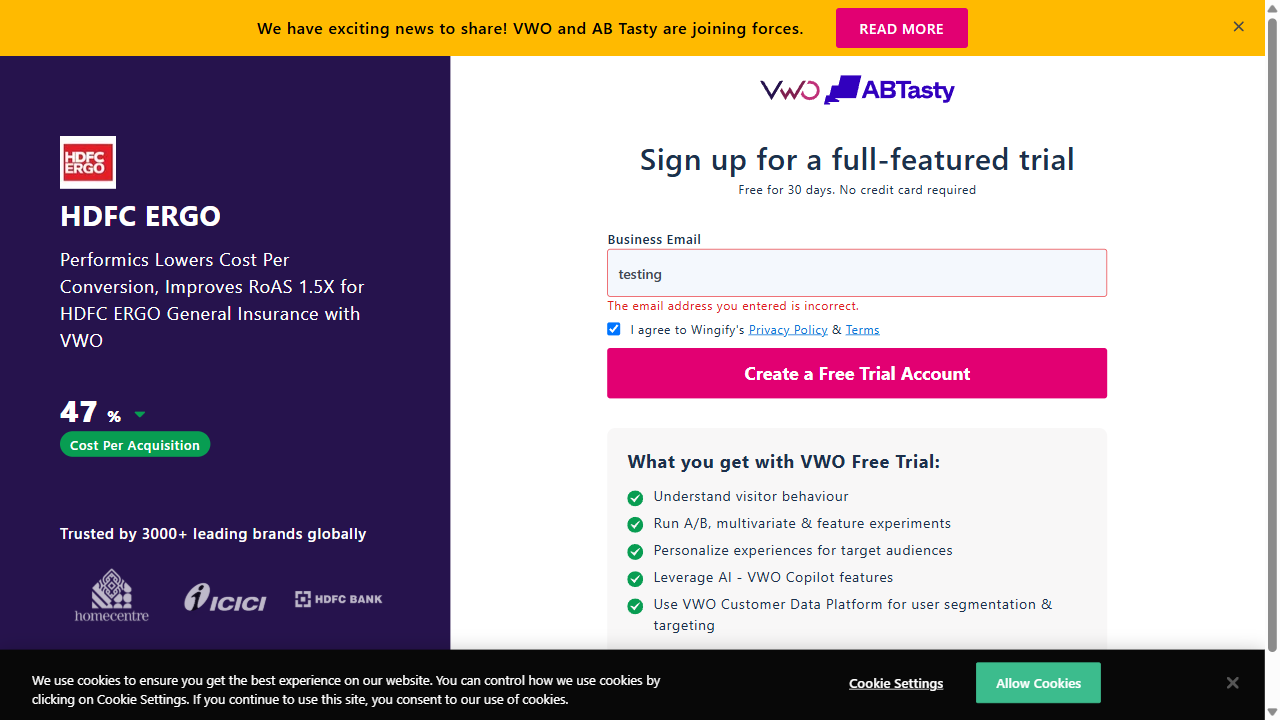 We have exciting news to share! VWO and AB Tasty are joining forces.
READ MORE
VWO ABTasty
HDFC
ERGO
HDFC ERGO
Performics Lowers Cost Per
Conversion, Improves RoAS 1.5X for
HDFC ERGO General Insurance with
VWO
47 %
Cost Per Acquisition
Trusted by 3000+ leading brands globally
homecentre
ICICI
HDFC BANK
Sign up for a full-featured trial
Free for 30 days. No credit card required
Business Email
testing
The email address you entered is incorrect.
I agree to Wingify's Privacy Policy & Terms
Create a Free Trial Account
What you get with VWO Free Trial:
Understand visitor behaviour
Run A/B, multivariate & feature experiments
Personalize experiences for target audiences
Leverage AI - VWO Copilot features
Use VWO Customer Data Platform for user segmentation &
targeting
We use cookies to ensure you get the best experience on our website. You can control how we use cookies by
clicking on Cookie Settings. If you continue to use this site, you consent to our use of cookies.
Cookie Settings
Allow Cookies